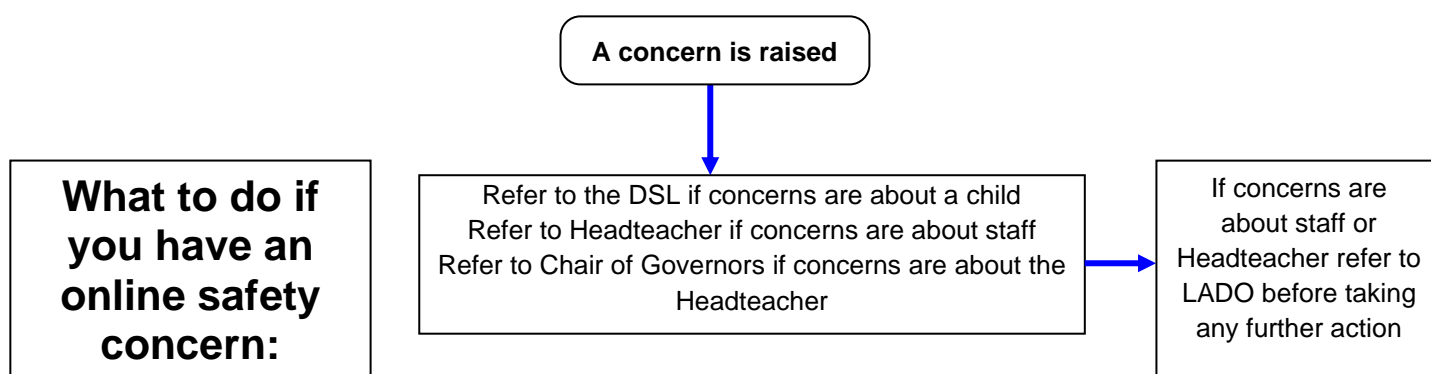 A concern is raised
What to do if
you have an
online safety
concern:
Refer to the DSL if concerns are about a child
Refer to Headteacher if concerns are about staff
Refer to Chair of Governors if concerns are about the
Headteacher
If concerns are
about staff or
Headteacher refer to
LADO before taking
any further action